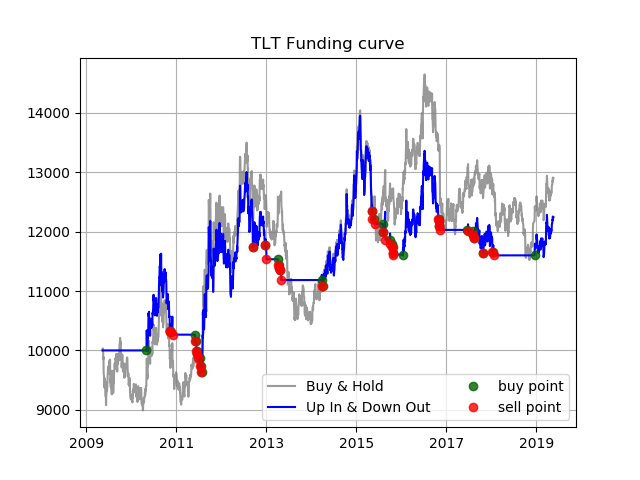 TLT Funding curve
14000
13000
12000
11000
10000
9000
Buy & Hold
Up In & Down Out
buy point
sell point
2009
2011
2013
2015
2017
2019